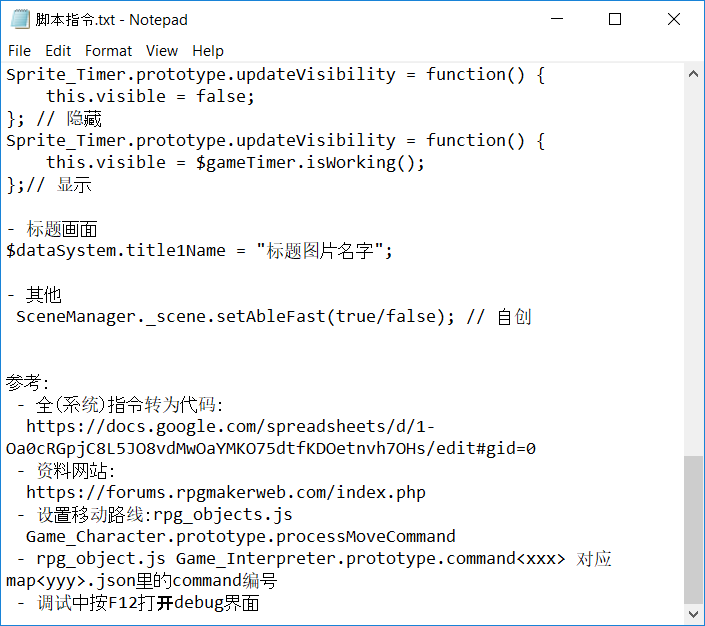 脚本指令.txt - Notepad
File Edit Format View Help
Sprite_Timer.prototype.updateVisibility = function() {
    this.visible = false;
}; // 隐藏
Sprite_Timer.prototype.updateVisibility = function() {
    this.visible = $gameTimer.isWorking();
};// 显示
- 标题画面
$dataSystem.title1Name = "标题图片名字";
- 其他
 SceneManager._scene.setAbleFast(true/false); // 自创
参考:
 - 全(系统)指令转为代码:
  https://docs.google.com/spreadsheets/d/1-
Oa0cRGpjC8L5JO8vdMwOaYMKO75dtfKDOetnvh7OHs/edit#gid=0
 - 资料网站:
  https://forums.rpgmakerweb.com/index.php
 - 设置移动路线:rpg_objects.js
  Game_Character.prototype.processMoveCommand
 - rpg_object.js Game_Interpreter.prototype.command<xxx> 对应
map<yyy>.json里的command编号
 - 调试中按F12打开debug界面